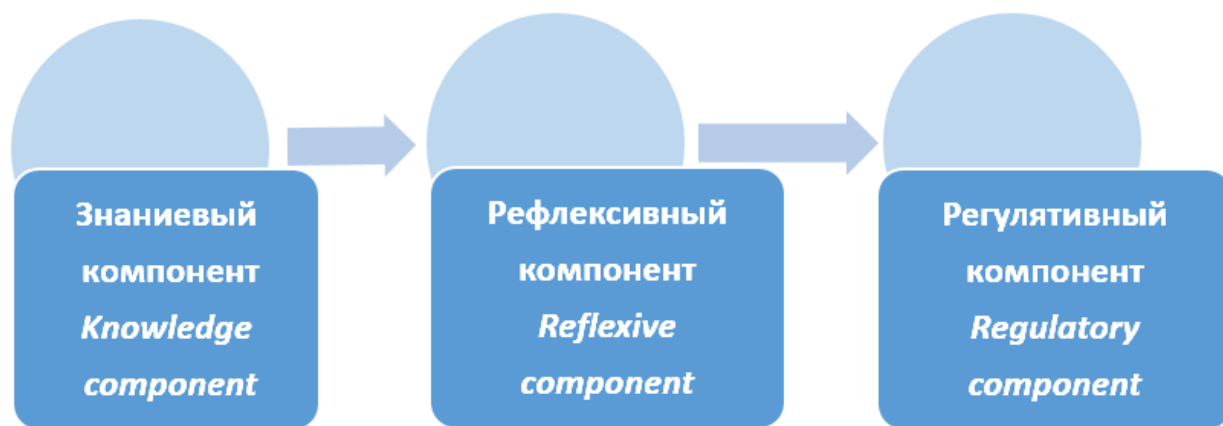 Знаниевый
компонент
Knowledge
component
Рефлексивный
компонент
Reflexive
component
Регулятивный
компонент
Regulatory
component